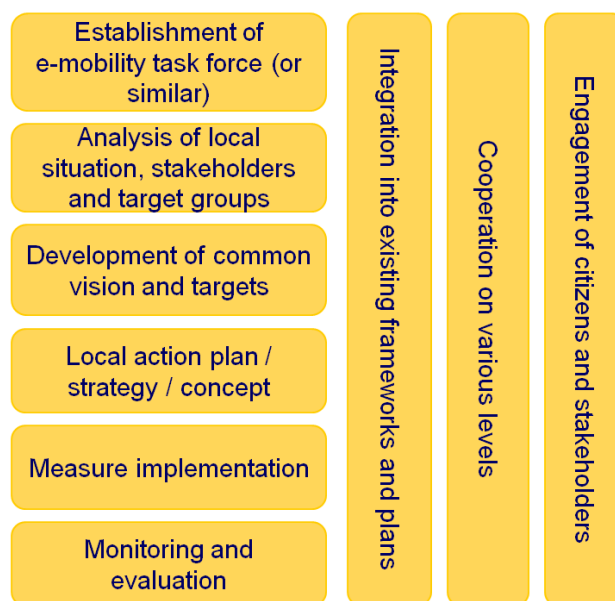 Establishment of
e-mobility task force (or
similar)
Analysis of local
situation, stakeholders
and target groups
Development of common
vision and targets
Local action plan /
strategy / concept
Measure implementation
Monitoring and
evaluation
Integration into existing frameworks and plans
Cooperation on various levels
Engagement of citizens and stakeholders